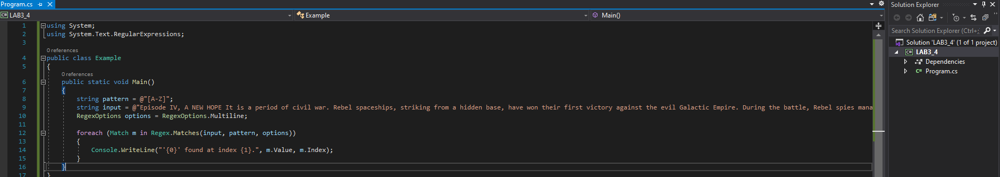 Program.cs
LAB3_4
Example
Main()
1 using System;
2 using System.Text.RegularExpressions;
3
0 references
4 public class Example
5 {
0 references
6 public static void Main()
7 {
8 string pattern = @"[A-Z]";
9 string input = @"Episode IV, A NEW HOPE It is a period of civil war. Rebel spaceships, striking from a hidden base, have won their first victory against the evil Galactic Empire. During the battle, Rebel spies mana
10 RegexOptions options = RegexOptions.Multiline;
11
12 foreach (Match m in Regex.Matches(input, pattern, options))
13 {
14 Console.WriteLine("'{0}' found at index {1}.", m.Value, m.Index);
15 }
16 }
17 }
Solution Explorer
Search Solution Explorer (Ctrl+;
Solution 'LAB3_4' (1 of 1 project)
C# LAB3_4
Dependencies
C# Program.cs